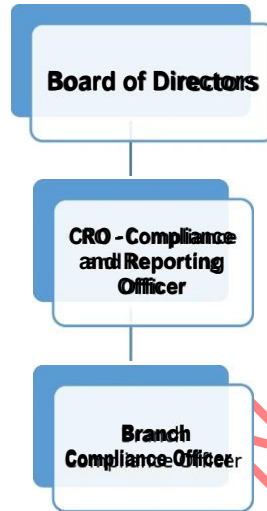 Board of Directors
CRO - Compliance
and Reporting
Officer
Branch
Compliance Officer